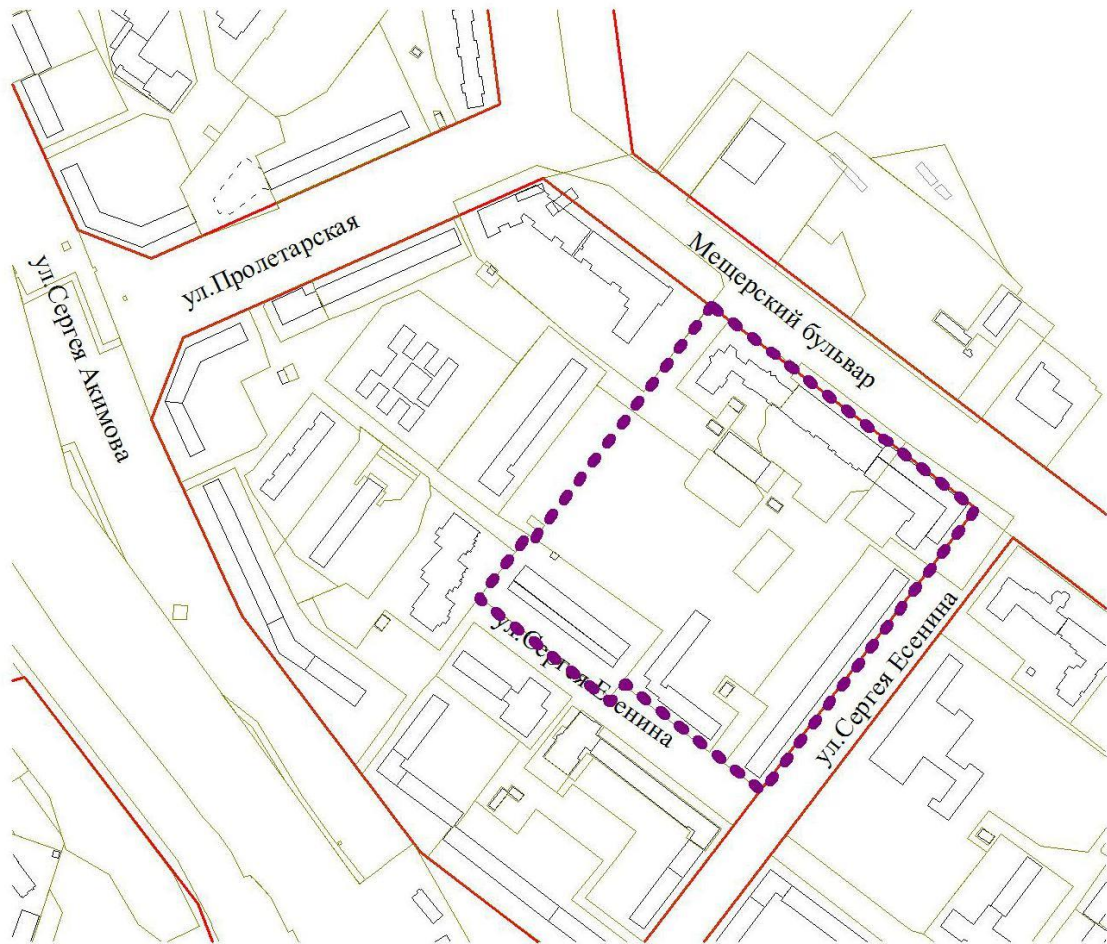 ул.Пролетарская
Мещерский бульвар
ул.Сергея Акимова
ул.Сергея Есенина
ул.Сергея Есенина